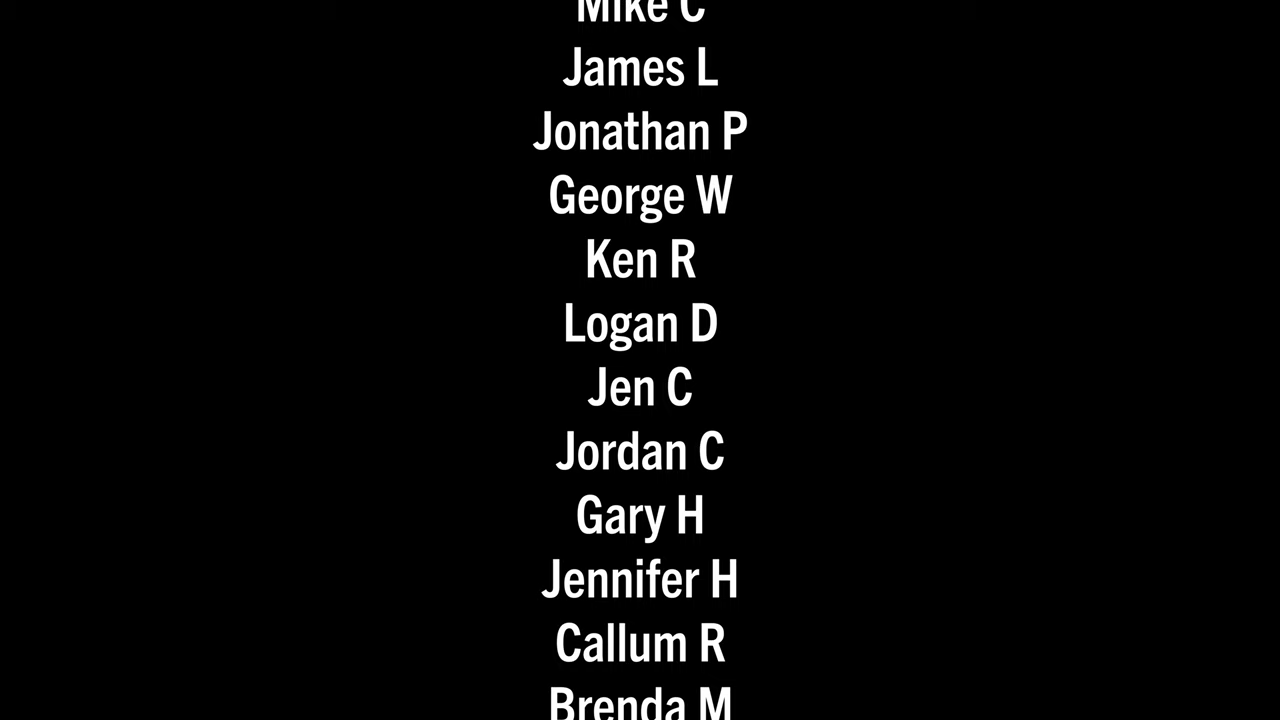 Mike C
James L
Jonathan P
George W
Ken R
Logan D
Jen C
Jordan C
Gary H
Jennifer H
Callum R
Brenda M